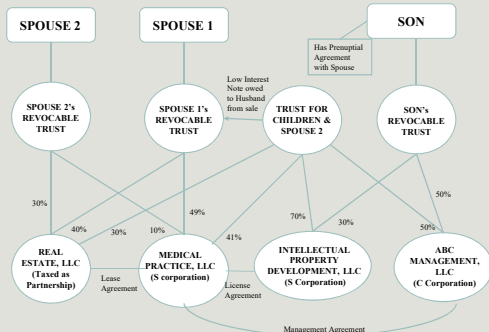 SPOUSE 2
SPOUSE 1
SON
Has Prenuptial
Agreement
with Spouse
Low Interest
Note owed
to Husband
from sale
SPOUSE 2's
REVOCABLE
TRUST
SPOUSE 1's
REVOCABLE
TRUST
TRUST FOR
CHILDREN &
SPOUSE 2
SON's
REVOCABLE
TRUST
30%
40%
30%
10%
49%
41%
70%
30%
50%
50%
REAL
ESTATE, LLC
(Taxed as
Partnership)
Lease
Agreement
MEDICAL
PRACTICE, LLC
(S corporation)
License
Agreement
INTELLECTUAL
PROPERTY
DEVELOPMENT, LLC
(S Corporation)
ABC
MANAGEMENT,
LLC
(C Corporation)
Management Agreement